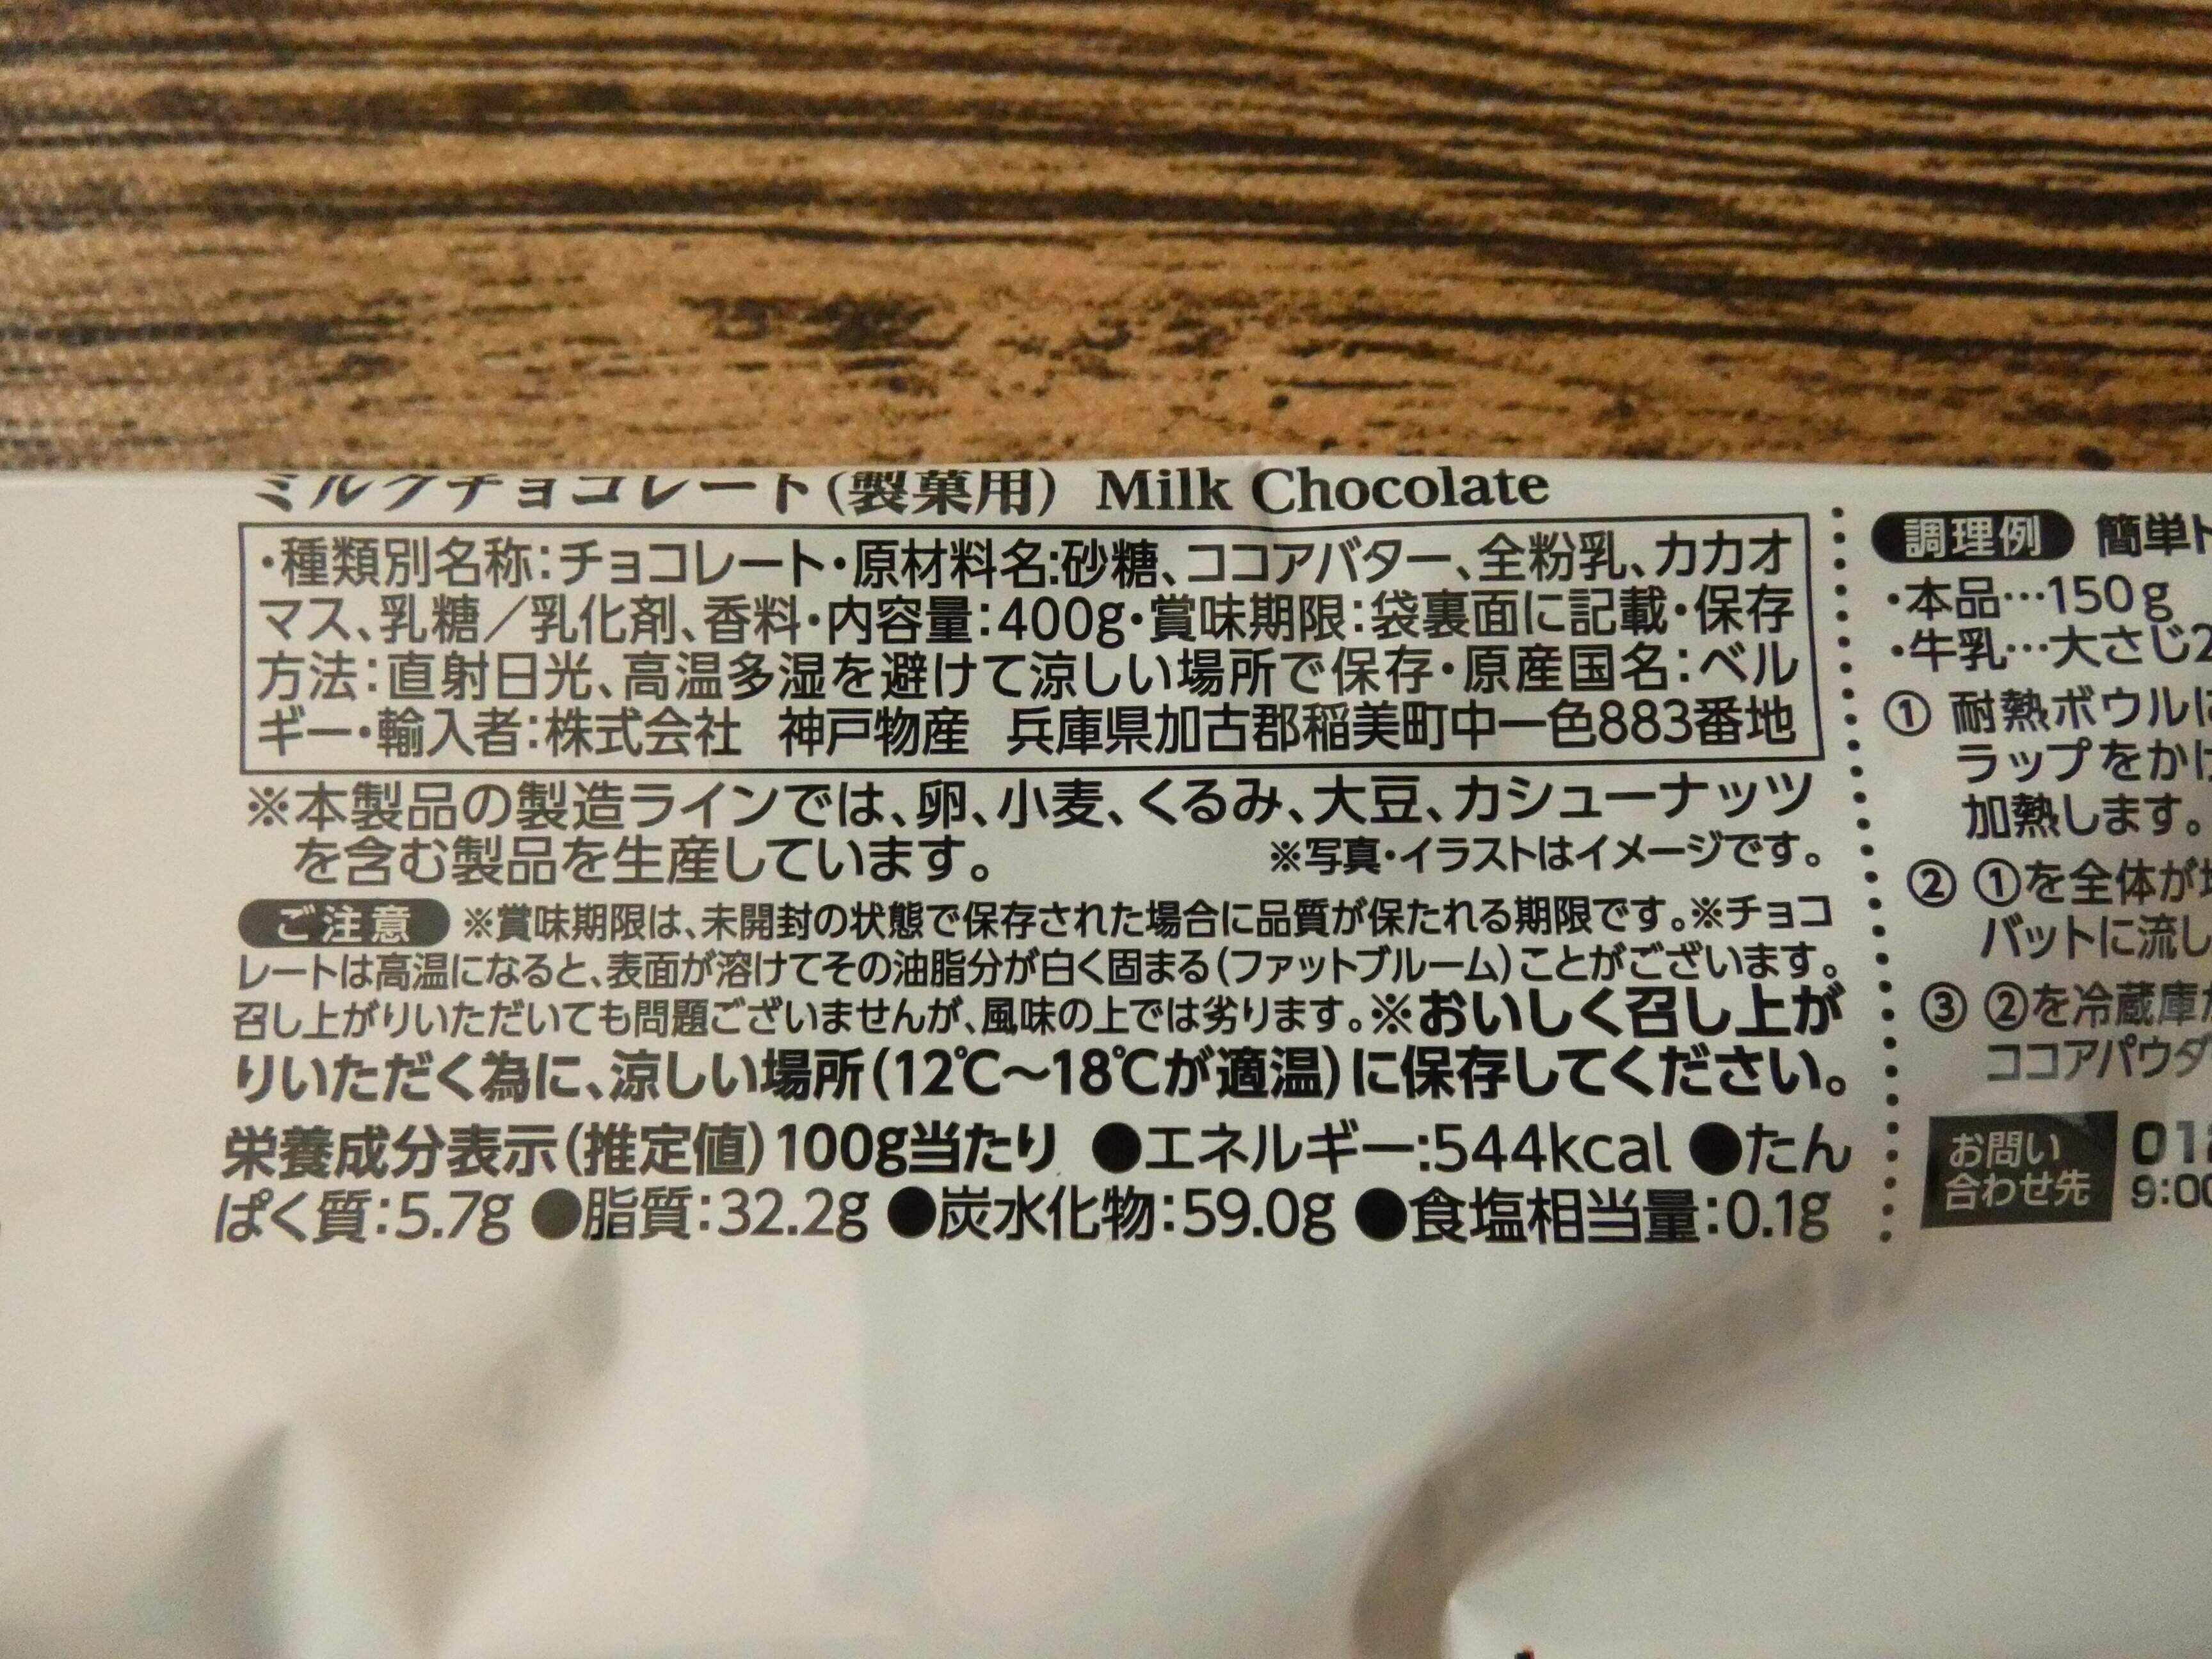 ミルクチョコレート(製菓用) Milk Chocolate
・種類別名称:チョコレート・原材料名:砂糖、ココアバター、全粉乳、カカオ
マス、乳糖/乳化剤、香料・内容量:400g・賞味期限:袋裏面に記載・保存
方法:直射日光、高温多湿を避けて涼しい場所で保存・原産国名:ベル
ギー・輸入者:株式会社 神戸物産 兵庫県加古郡稲美町中一色883番地
※本製品の製造ラインでは、卵、小麦、くるみ、大豆、カシューナッツ
を含む製品を生産しています。 ※写真・イラストはイメージです。
ご注意 ※賞味期限は、未開封の状態で保存された場合に品質が保たれる期限です。※チョコ
レートは高温になると、表面が溶けてその油脂分が白く固まる(ファットブルーム)ことがございます。
召し上がりいただいても問題ございませんが、風味の上では劣ります。※おいしく召し上が
りいただく為に、涼しい場所(12℃〜18℃が適温)に保存してください。
栄養成分表示(推定値)100g当たり ●エネルギー:544kcal ●たん
ぱく質:5.7g ●脂質:32.2g ●炭水化物:59.0g ●食塩相当量:0.1g
調理例 簡単
・本品…150g
・牛乳…大さじ2
① 耐熱ボウルに
ラップをかけ
加熱します。
② ①を全体が
バットに流し
③ ②を冷蔵庫
ココアパウダ
お問い
合わせ先
01
9:00